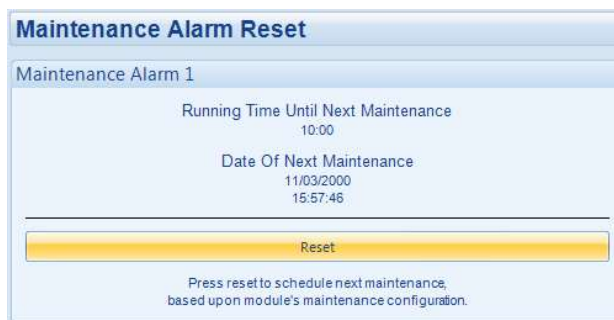 Maintenance Alarm Reset
Maintenance Alarm 1
Running Time Until Next Maintenance
10:00
Date Of Next Maintenance
11/03/2000
15:57:46
Reset
Press reset to schedule next maintenance,
based upon module's maintenance configuration.